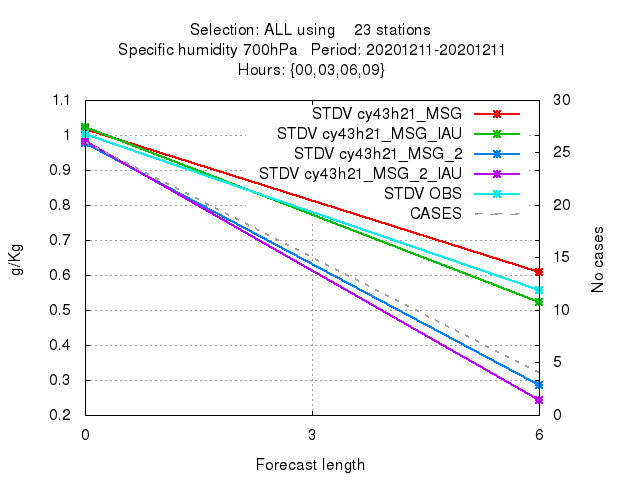 Selection: ALL using    23 stations
Specific humidity 700hPa   Period: 20201211-20201211
Hours: {00,03,06,09}
1.1
1
0.9
0.8
0.7
0.6
0.5
0.4
0.3
0.2
g/Kg
STDV cy43h21_MSG
STDV cy43h21_MSG_IAU
STDV cy43h21_MSG_2
STDV cy43h21_MSG_2_IAU
STDV OBS
CASES
30
25
20
15
10
5
0
No cases
0
3
6
Forecast length